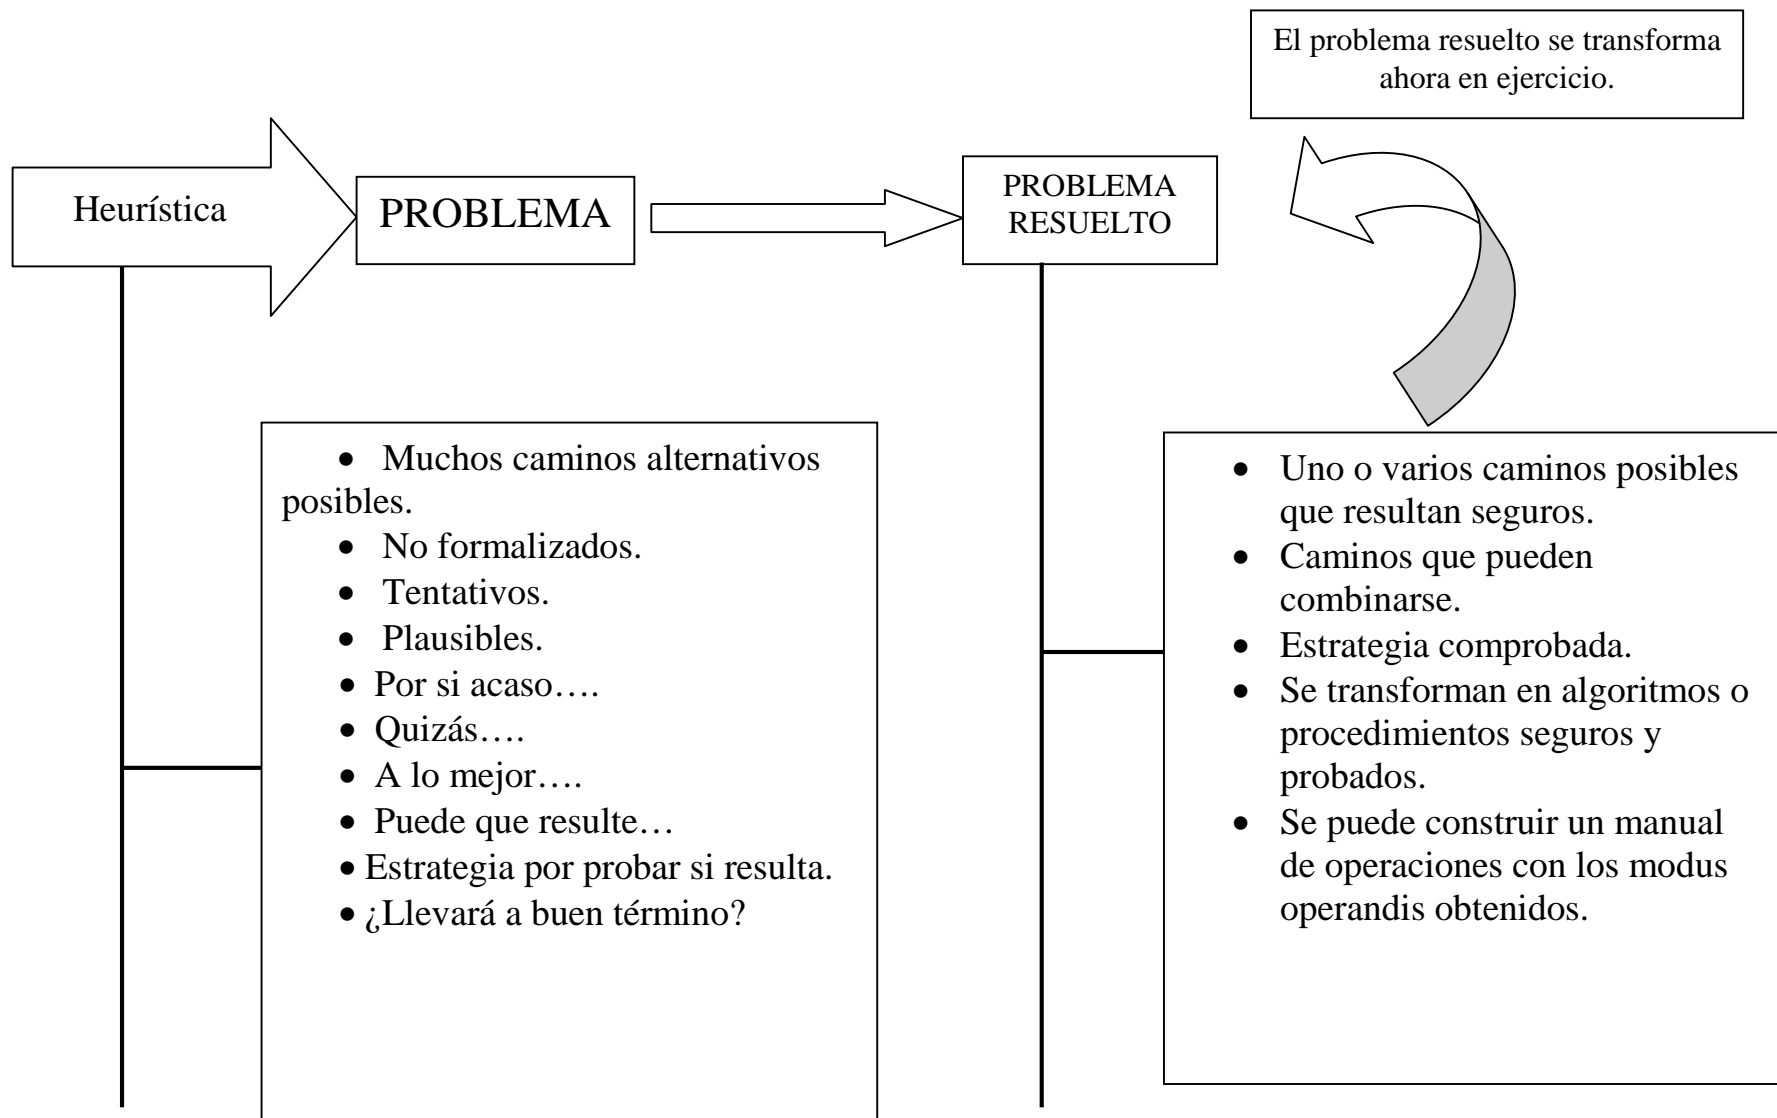 El problema resuelto se transforma
ahora en ejercicio.
Heurística
PROBLEMA
PROBLEMA
RESUELTO
• Muchos caminos alternativos
posibles.
• No formalizados.
• Tentativos.
• Plausibles.
• Por si acaso….
• Quizás….
• A lo mejor….
• Puede que resulte…
• Estrategia por probar si resulta.
• ¿Llevará a buen término?
• Uno o varios caminos posibles
que resultan seguros.
• Caminos que pueden
combinarse.
• Estrategia comprobada.
• Se transforman en algoritmos o
procedimientos seguros y
probados.
• Se puede construir un manual
de operaciones con los modus
operandis obtenidos.